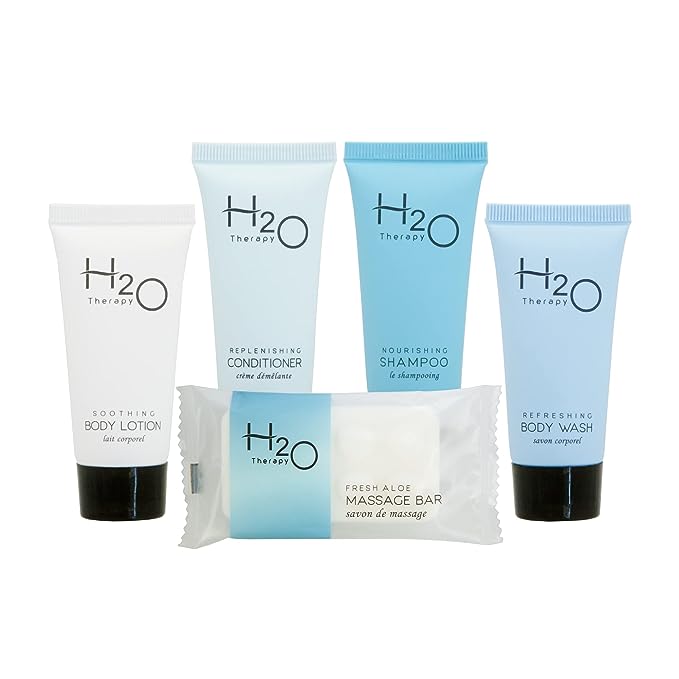 H2O
Therapy
SOOTHING
BODY LOTION
lait corporel
H2O
Therapy
REPLENISHING
CONDITIONER
crème démêlante
H2O
Therapy
NOURISHING
SHAMPOO
le shampooing
H2O
Therapy
REFRESHING
BODY WASH
savon corporel
H2O
Therapy
FRESH ALOE
MASSAGE BAR
savon de massage